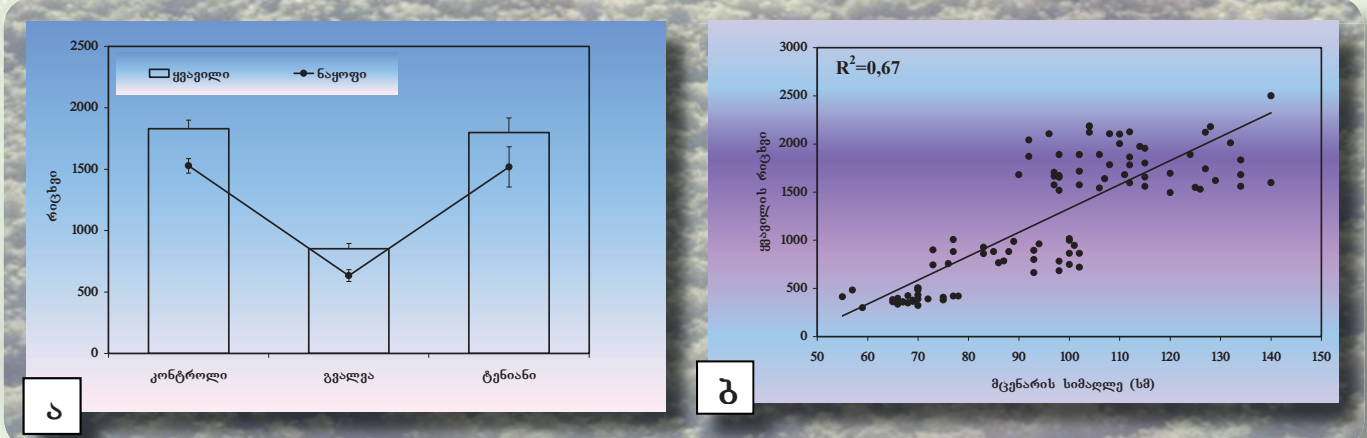 2500
2000
1500
1000
500
0
რიცხვი
ყვავილი ნაყოფი
კონტროლი გვალვა ტენიანი
ა
3000
2500
2000
1500
1000
500
0
ყვავილის რიცხვი
R²=0,67
50 60 70 80 90 100 110 120 130 140 150
მცენარის სიმაღლე (სმ)
ბ